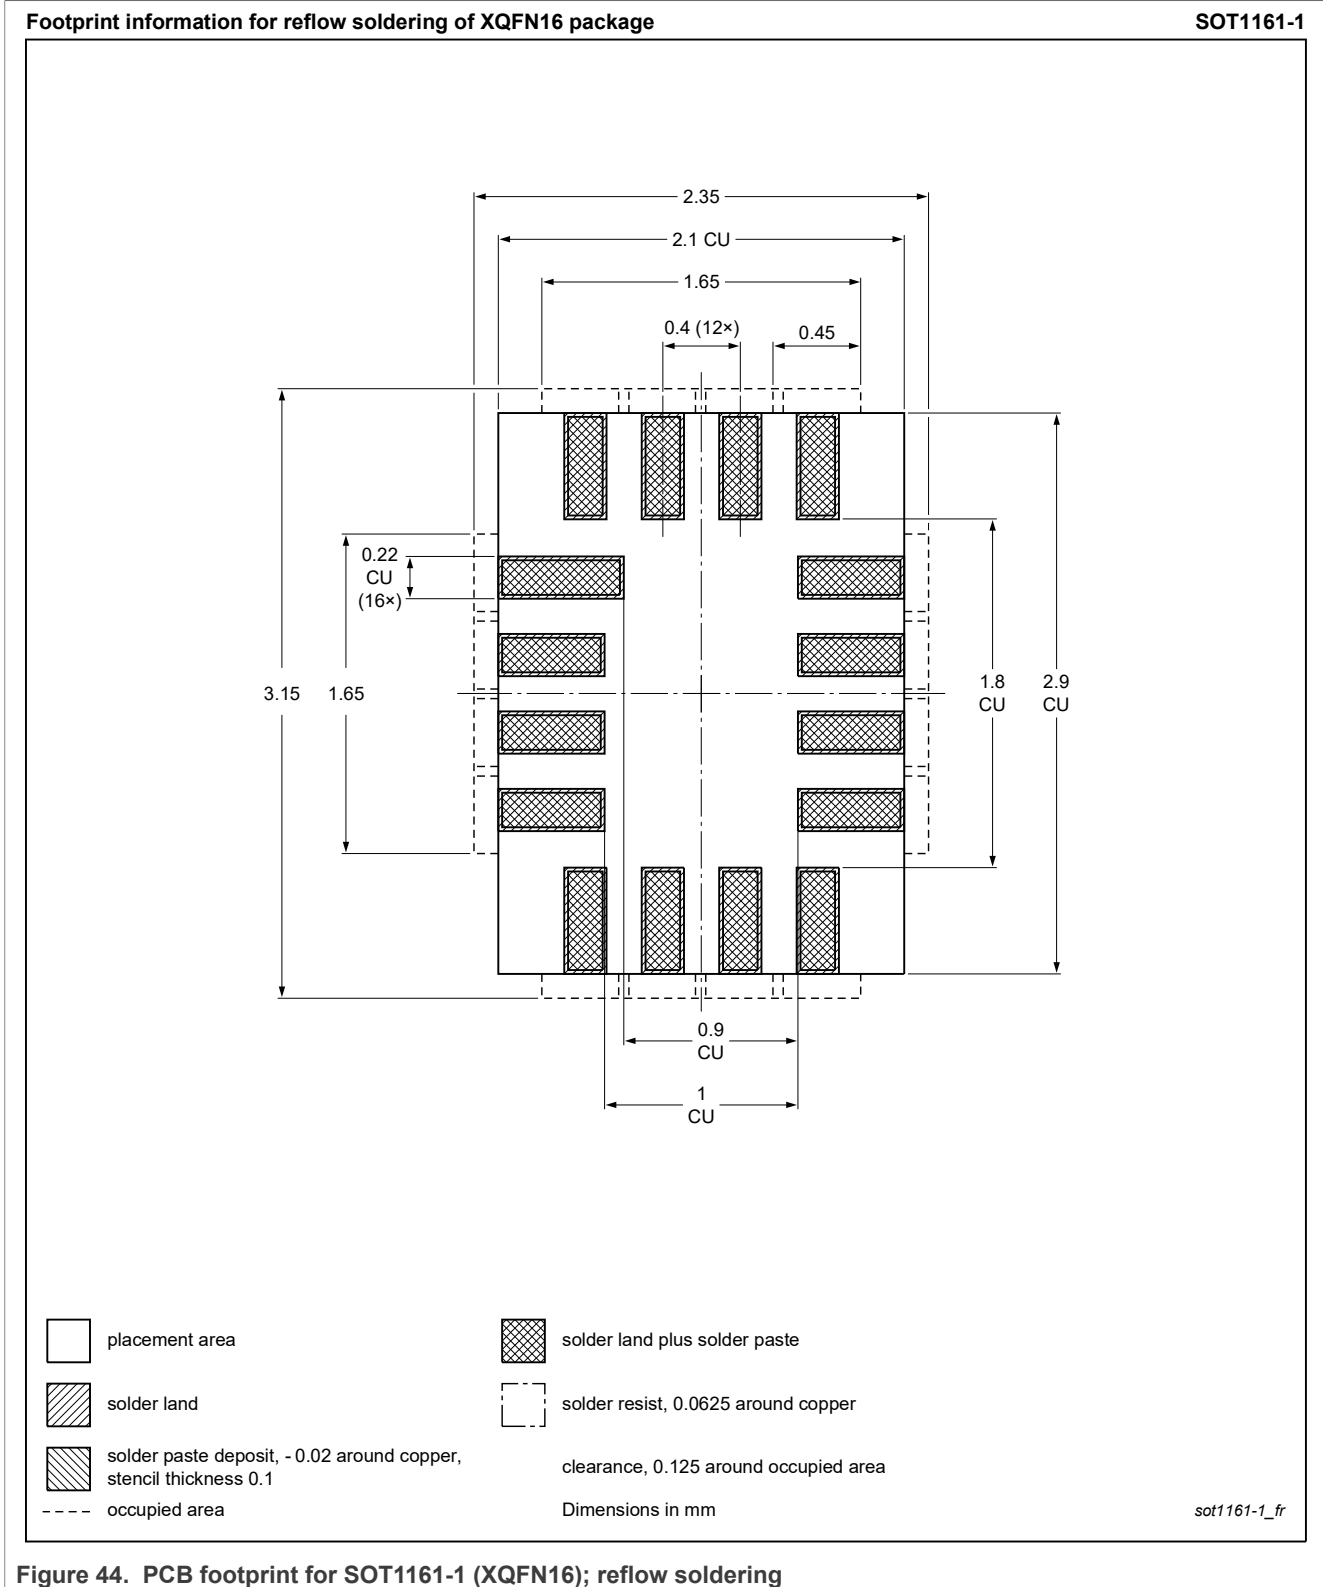 Footprint information for reflow soldering of XQFN16 package
SOT1161-1
2.35
2.1 CU
1.65
0.4 (12×)
0.45
0.22
CU
(16×)
3.15
1.65
1.8
CU
2.9
CU
0.9
CU
1
CU
placement area
solder land plus solder paste
solder land
solder resist, 0.0625 around copper
solder paste deposit, - 0.02 around copper,
stencil thickness 0.1
clearance, 0.125 around occupied area
occupied area
Dimensions in mm
sot1161-1_fr
Figure 44. PCB footprint for SOT1161-1 (XQFN16); reflow soldering